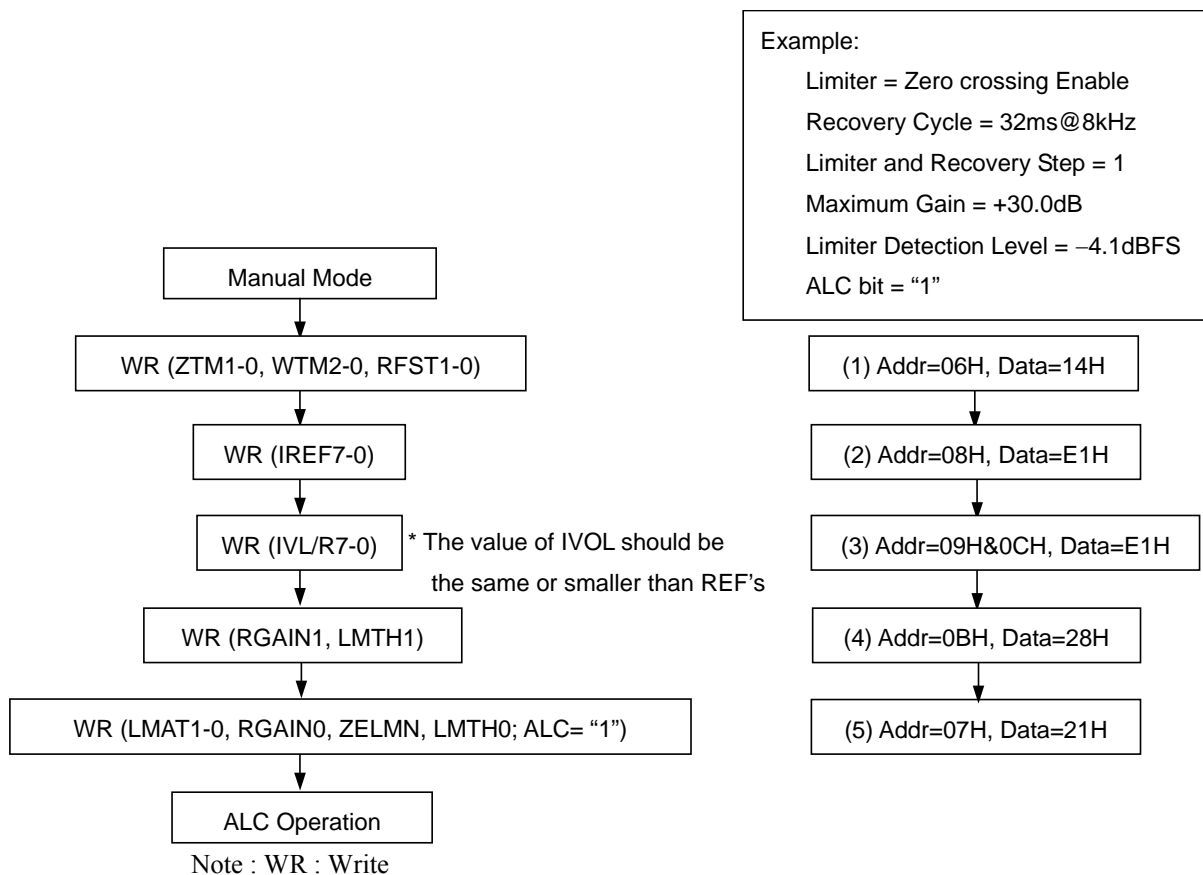 Example:
Limiter = Zero crossing Enable
Recovery Cycle = 32ms@8kHz
Limiter and Recovery Step = 1
Maximum Gain = +30.0dB
Limiter Detection Level = −4.1dBFS
ALC bit = “1”
Manual Mode
WR (ZTM1-0, WTM2-0, RFST1-0)
WR (IREF7-0)
WR (IVL/R7-0)
* The value of IVOL should be
the same or smaller than REF’s
WR (RGAIN1, LMTH1)
WR (LMAT1-0, RGAIN0, ZELMN, LMTH0; ALC= “1”)
ALC Operation
Note : WR : Write
(1) Addr=06H, Data=14H
(2) Addr=08H, Data=E1H
(3) Addr=09H&0CH, Data=E1H
(4) Addr=0BH, Data=28H
(5) Addr=07H, Data=21H